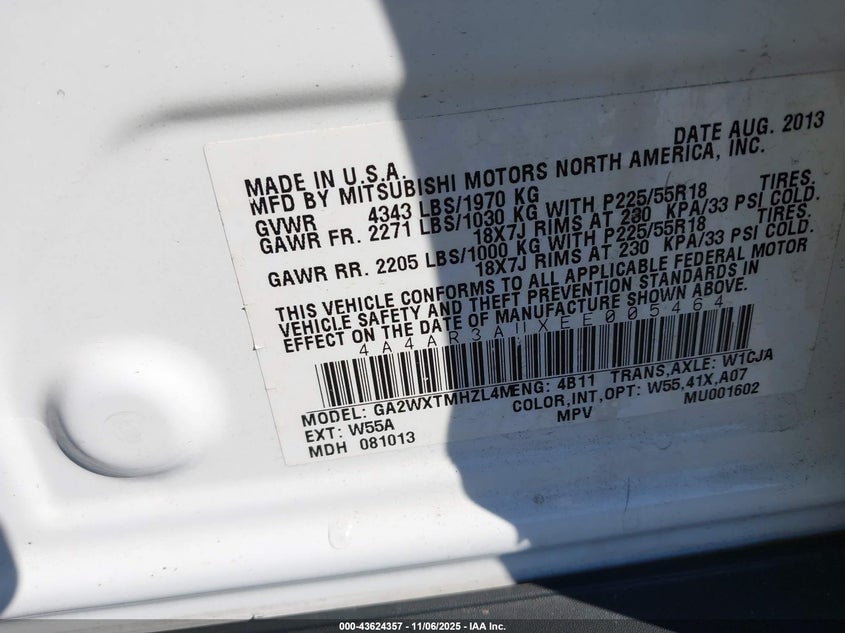 DATE AUG. 2013
MADE IN U.S.A.
MFD BY MITSUBISHI MOTORS NORTH AMERICA, INC.
GVWR 4343 LBS/1970 KG
GAWR FR. 2271 LBS/1030 KG WITH P225/55R18 TIRES.
18X7J RIMS AT 230 KPA/33 PSI COLD.
GAWR RR. 2205 LBS/1000 KG WITH P225/55R18 TIRES.
18X7J RIMS AT 230 KPA/33 PSI COLD.
THIS VEHICLE CONFORMS TO ALL APPLICABLE FEDERAL MOTOR
VEHICLE SAFETY AND THEFT PREVENTION STANDARDS IN
EFFECT ON THE DATE OF MANUFACTURE SHOWN ABOVE.
4A4AR3AUXEE005464
MODEL: GA2WXTMHZL4M ENG: 4B11 TRANS,AXLE: W1CJA
EXT: W55A COLOR,INT,OPT: W55,41X,A07
MDH 081013 MPV MU001602
000-43624357 - 11/06/2025 - IAA Inc.